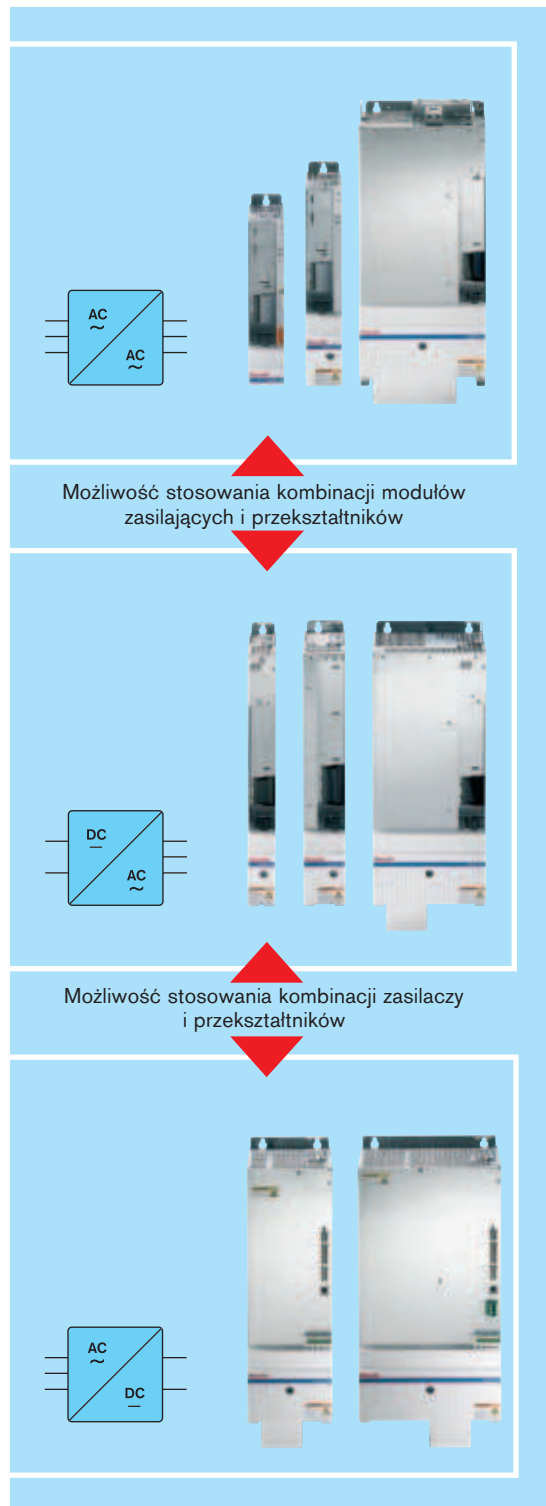 AC
~
AC
~
Możliwość stosowania kombinacji modułów
zasilających i przekształtników
DC
—
AC
~
Możliwość stosowania kombinacji zasilaczy
i przekształtników
AC
~
DC
—